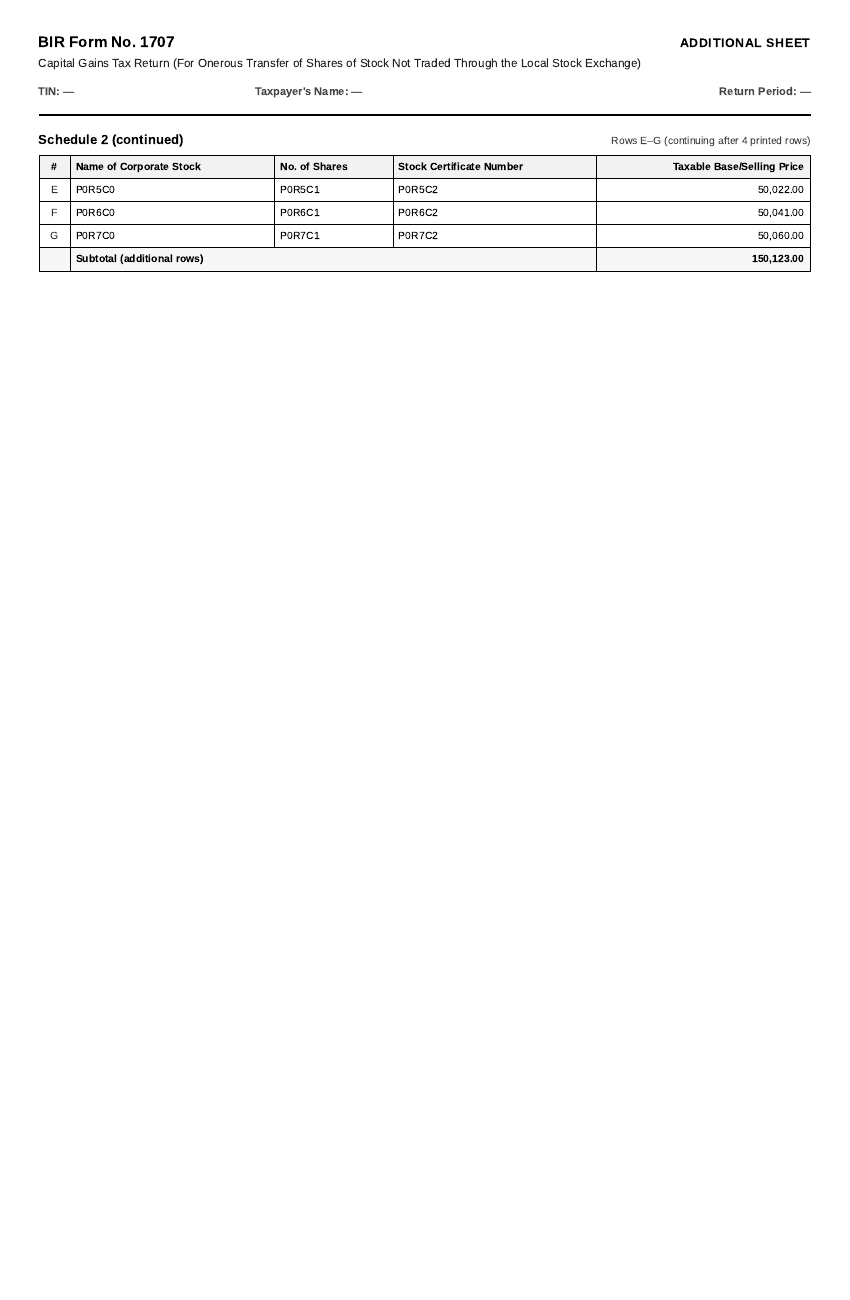 BIR Form No. 1707 ADDITIONAL SHEET
Capital Gains Tax Return (For Onerous Transfer of Shares of Stock Not Traded Through the Local Stock Exchange)
TIN: — Taxpayer's Name: — Return Period: —
Schedule 2 (continued) Rows E–G (continuing after 4 printed rows)
# Name of Corporate Stock No. of Shares Stock Certificate Number Taxable Base/Selling Price
E P0R5C0 P0R5C1 P0R5C2 50,022.00
F P0R6C0 P0R6C1 P0R6C2 50,041.00
G P0R7C0 P0R7C1 P0R7C2 50,060.00
Subtotal (additional rows) 150,123.00